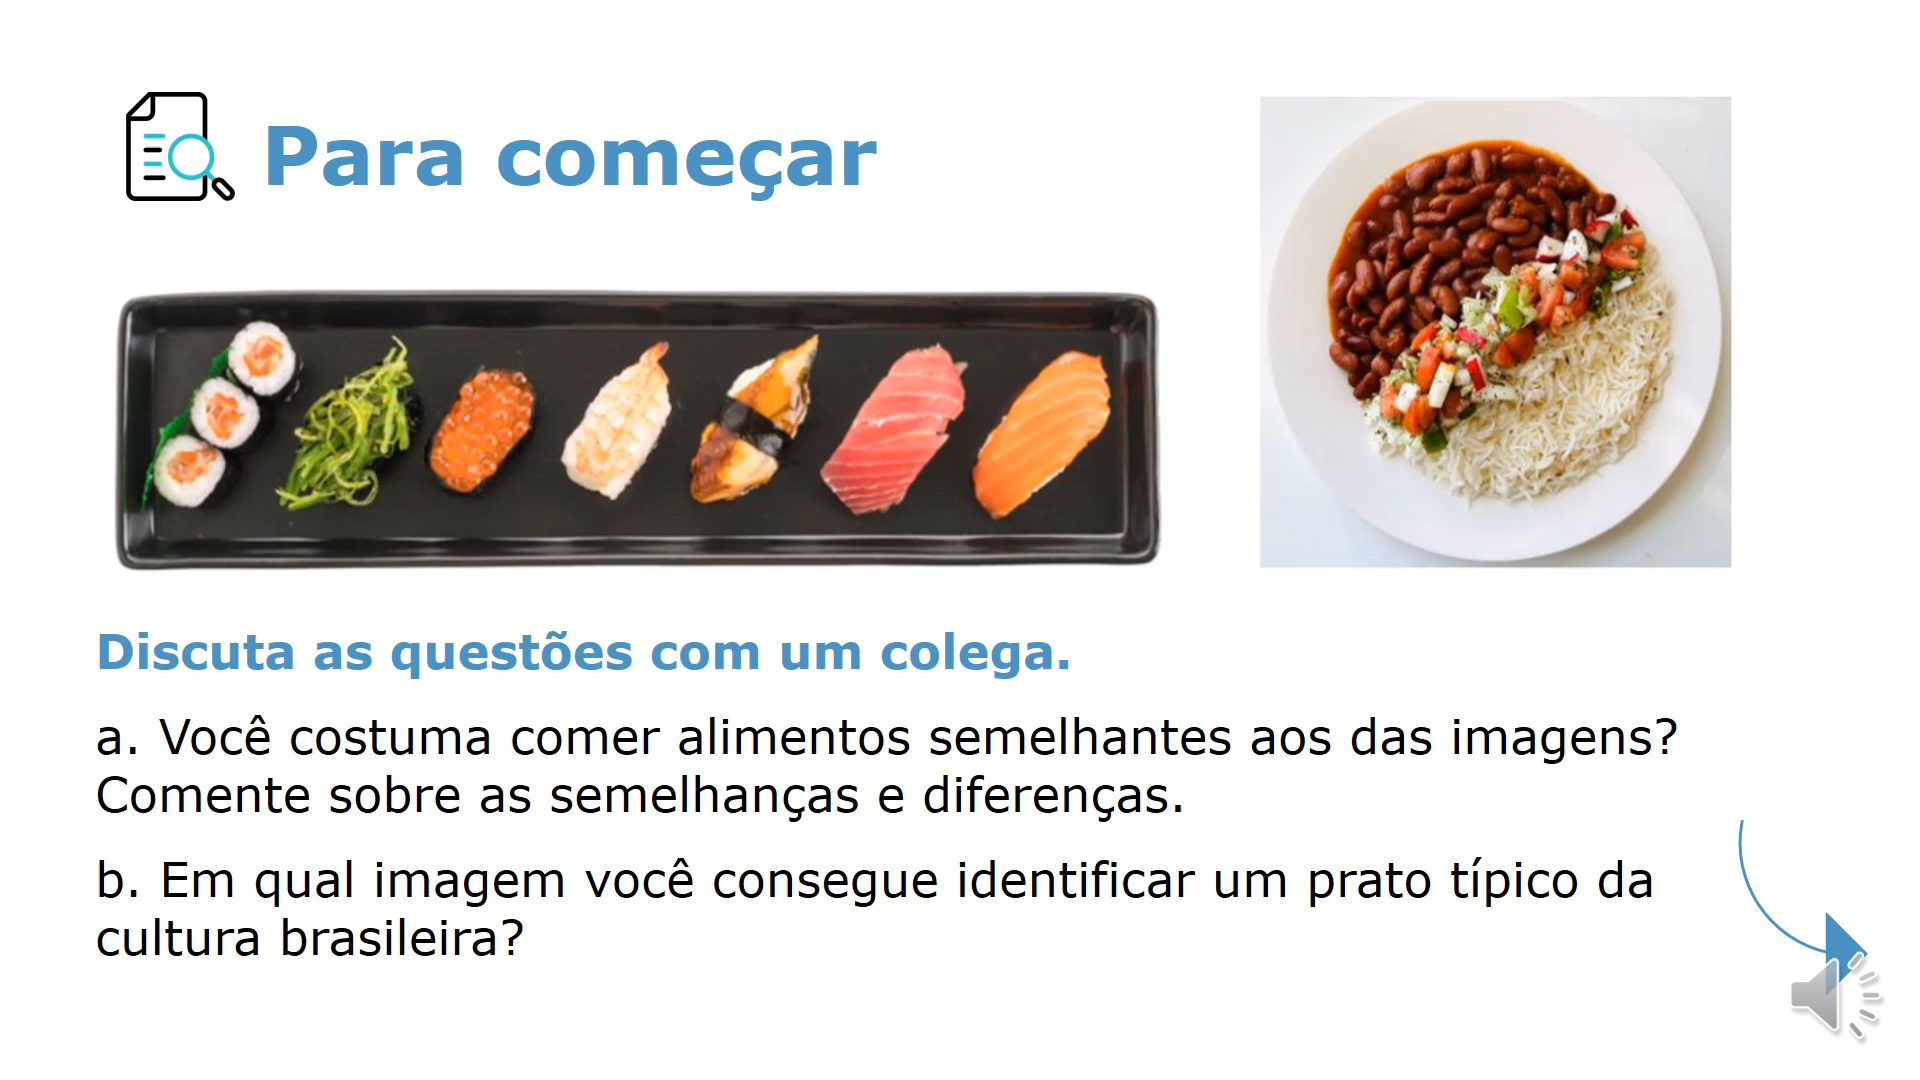 Para começar
Discuta as questões com um colega.
a. Você costuma comer alimentos semelhantes aos das imagens?
Comente sobre as semelhanças e diferenças.
b. Em qual imagem você consegue identificar um prato típico da
cultura brasileira?